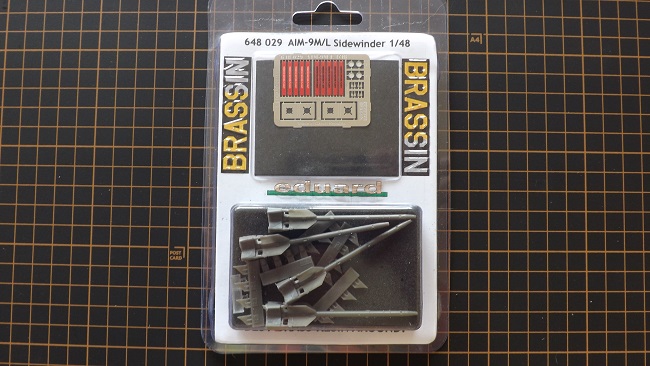 648 029 AIM-9M/L Sidewinder 1/48
BRASSIN
BRASSIN
eduard
A4
POST
CARD